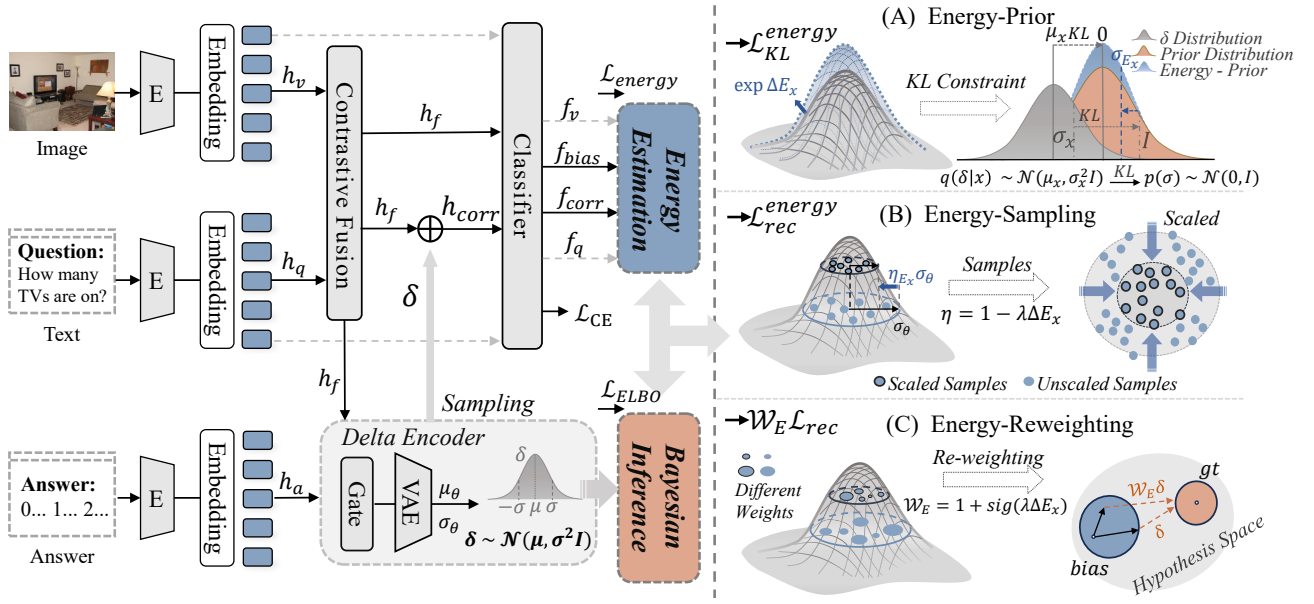 Image
E
Embedding
h_v
Question:
How many
TVs are on?
Text
E
Embedding
h_q
Answer:
0... 1... 2...
Answer
E
Embedding
h_a
Contrastive Fusion
h_f
h_f
h_corr
δ
h_f
Classifier
f_v
f_bias
f_corr
f_q
ℒ_energy
Energy
Estimation
ℒ_CE
Sampling
Delta Encoder
Gate
VAE
μ_θ
σ_θ
δ
−σ μ σ
δ ~ 𝒩(μ, σ²I)
ℒ_ELBO
Bayesian
Inference
(A) Energy-Prior
ℒ_KL^energy
exp ΔE_x
KL Constraint
μ_x KL
0
σ_{E_x}
δ Distribution
Prior Distribution
Energy - Prior
KL
σ_x
I
q(δ|x) ~ 𝒩(μ_x, σ_x²I) KL→ p(σ) ~ 𝒩(0, I)
(B) Energy-Sampling
ℒ_rec^energy
η_{E_x} σ_θ
σ_θ
Samples
η = 1 − λΔE_x
Scaled
Scaled Samples
Unscaled Samples
(C) Energy-Reweighting
𝒲_E ℒ_rec
Different
Weights
Re-weighting
𝒲_E = 1 + sig(λΔE_x)
gt
𝒲_E δ
δ
bias
Hypothesis Space